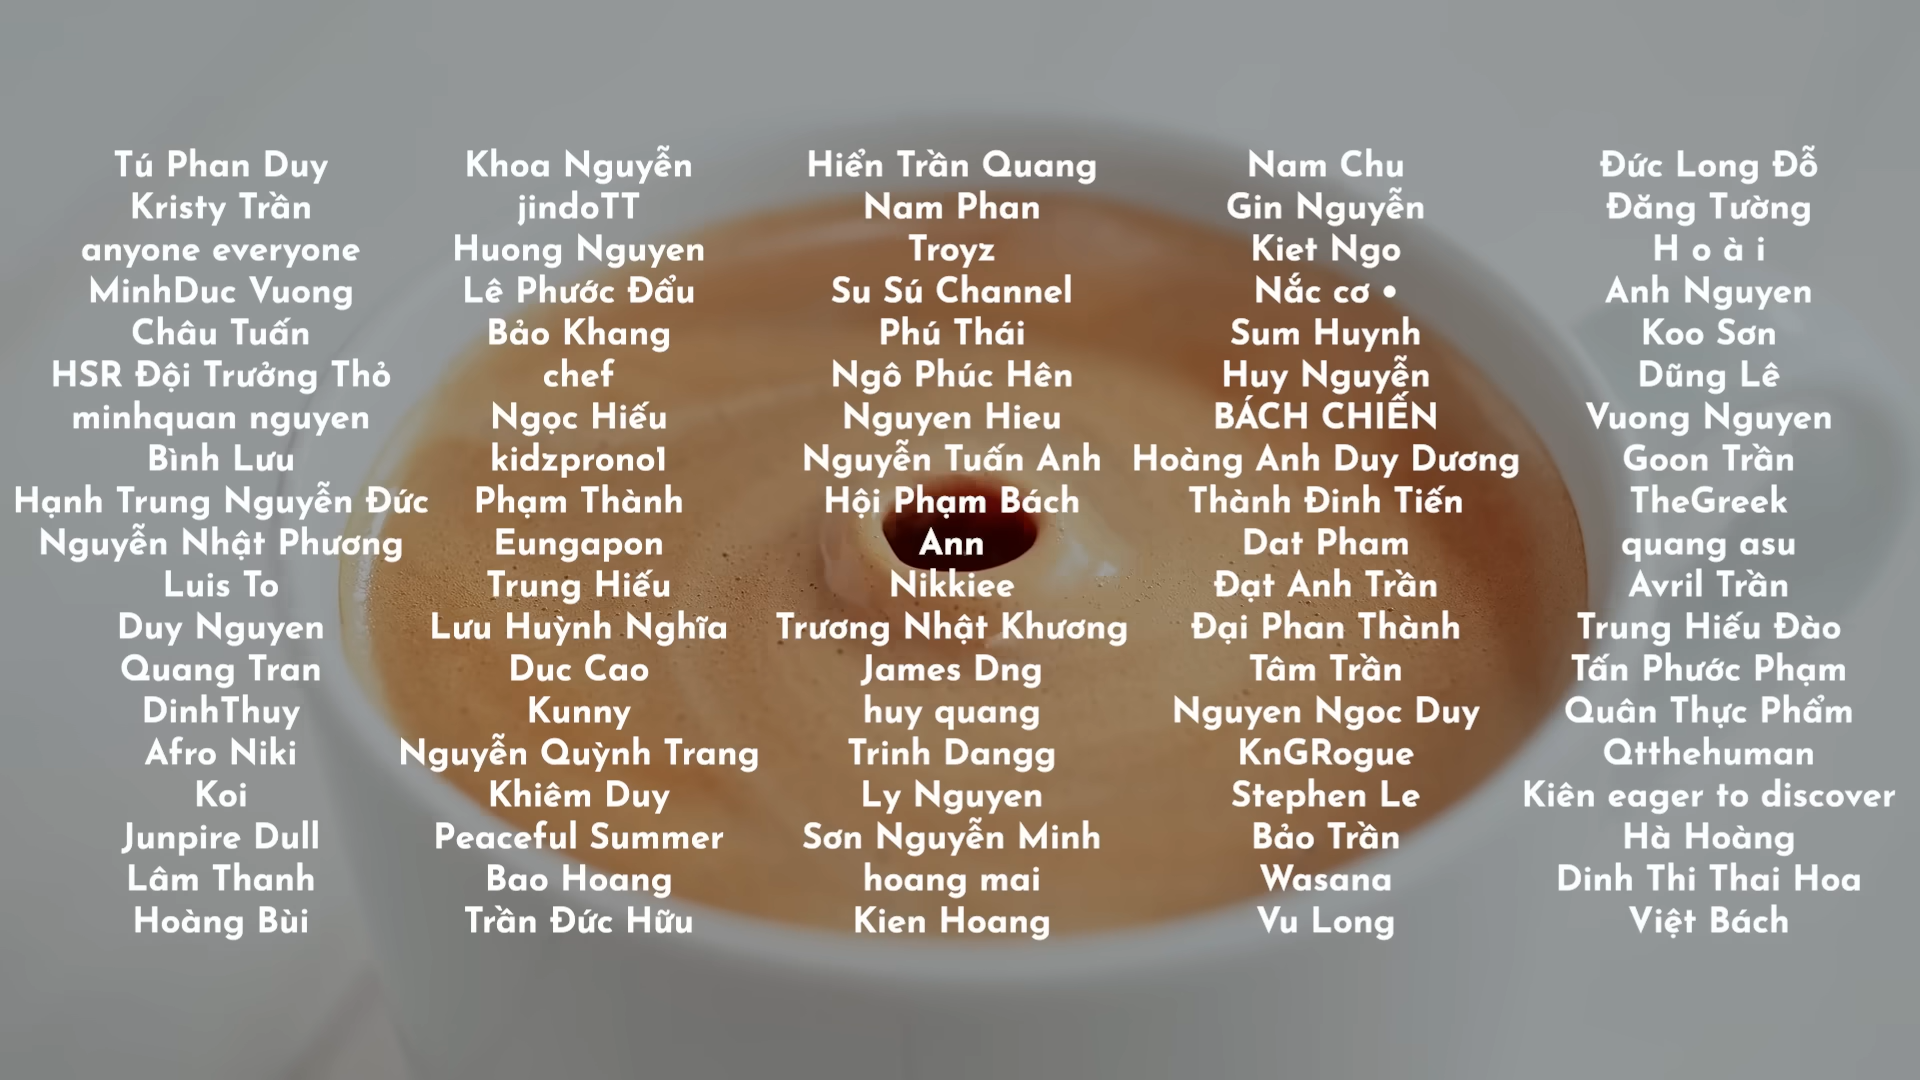 Tú Phan Duy
Kristy Trần
anyone everyone
MinhDuc Vuong
Châu Tuấn
HSR Đội Trưởng Thỏ
minhquan nguyen
Bình Lưu
Hạnh Trung Nguyễn Đức
Nguyễn Nhật Phương
Luis To
Duy Nguyen
Quang Tran
DinhThuy
Afro Niki
Koi
Junpire Dull
Lâm Thanh
Hoàng Bùi
Khoa Nguyễn
jindoTT
Huong Nguyen
Lê Phước Đẩu
Bảo Khang
chef
Ngọc Hiếu
kidzprono1
Phạm Thành
Eungapon
Trung Hiếu
Lưu Huỳnh Nghĩa
Duc Cao
Kunny
Nguyễn Quỳnh Trang
Khiêm Duy
Peaceful Summer
Bao Hoang
Trần Đức Hữu
Hiển Trần Quang
Nam Phan
Troyz
Su Sú Channel
Phú Thái
Ngô Phúc Hên
Nguyen Hieu
Nguyễn Tuấn Anh
Hội Phạm Bách
Ann
Nikkiee
Trương Nhật Khương
James Dng
huy quang
Trinh Dangg
Ly Nguyen
Sơn Nguyễn Minh
hoang mai
Kien Hoang
Nam Chu
Gin Nguyễn
Kiet Ngo
Nắc cơ •
Sum Huynh
Huy Nguyễn
BÁCH CHIẾN
Hoàng Anh Duy Dương
Thành Đinh Tiến
Dat Pham
Đạt Anh Trần
Đại Phan Thành
Tâm Trần
Nguyen Ngoc Duy
KnGRogue
Stephen Le
Bảo Trần
Wasana
Vu Long
Đức Long Đỗ
Đăng Tường
H o à i
Anh Nguyen
Koo Sơn
Dũng Lê
Vuong Nguyen
Goon Trần
TheGreek
quang asu
Avril Trần
Trung Hiếu Đào
Tấn Phước Phạm
Quân Thực Phẩm
Qtthehuman
Kiên eager to discover
Hà Hoàng
Dinh Thi Thai Hoa
Việt Bách